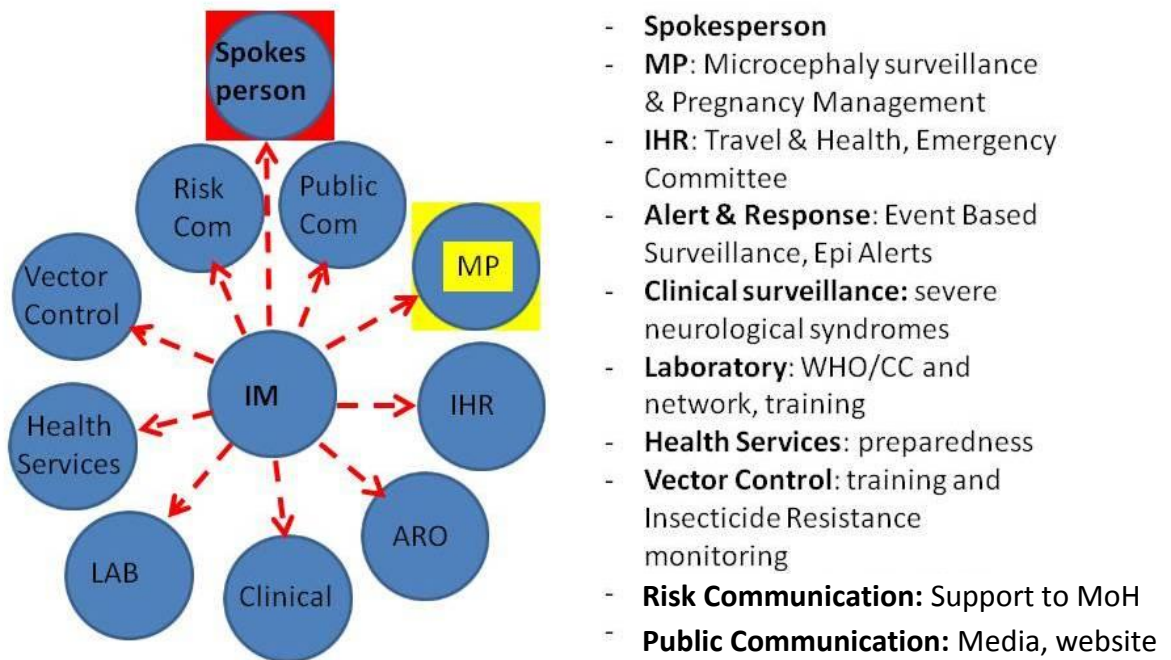 Spokes
person
Risk
Com
Public
Com
MP
Vector
Control
IM
IHR
Health
Services
ARO
LAB
Clinical
- Spokesperson
- MP: Microcephaly surveillance
& Pregnancy Management
- IHR: Travel & Health, Emergency
Committee
- Alert & Response: Event Based
Surveillance, Epi Alerts
- Clinical surveillance: severe
neurological syndromes
- Laboratory: WHO/CC and
network, training
- Health Services: preparedness
- Vector Control: training and
Insecticide Resistance
monitoring
- Risk Communication: Support to MoH
- Public Communication: Media, website